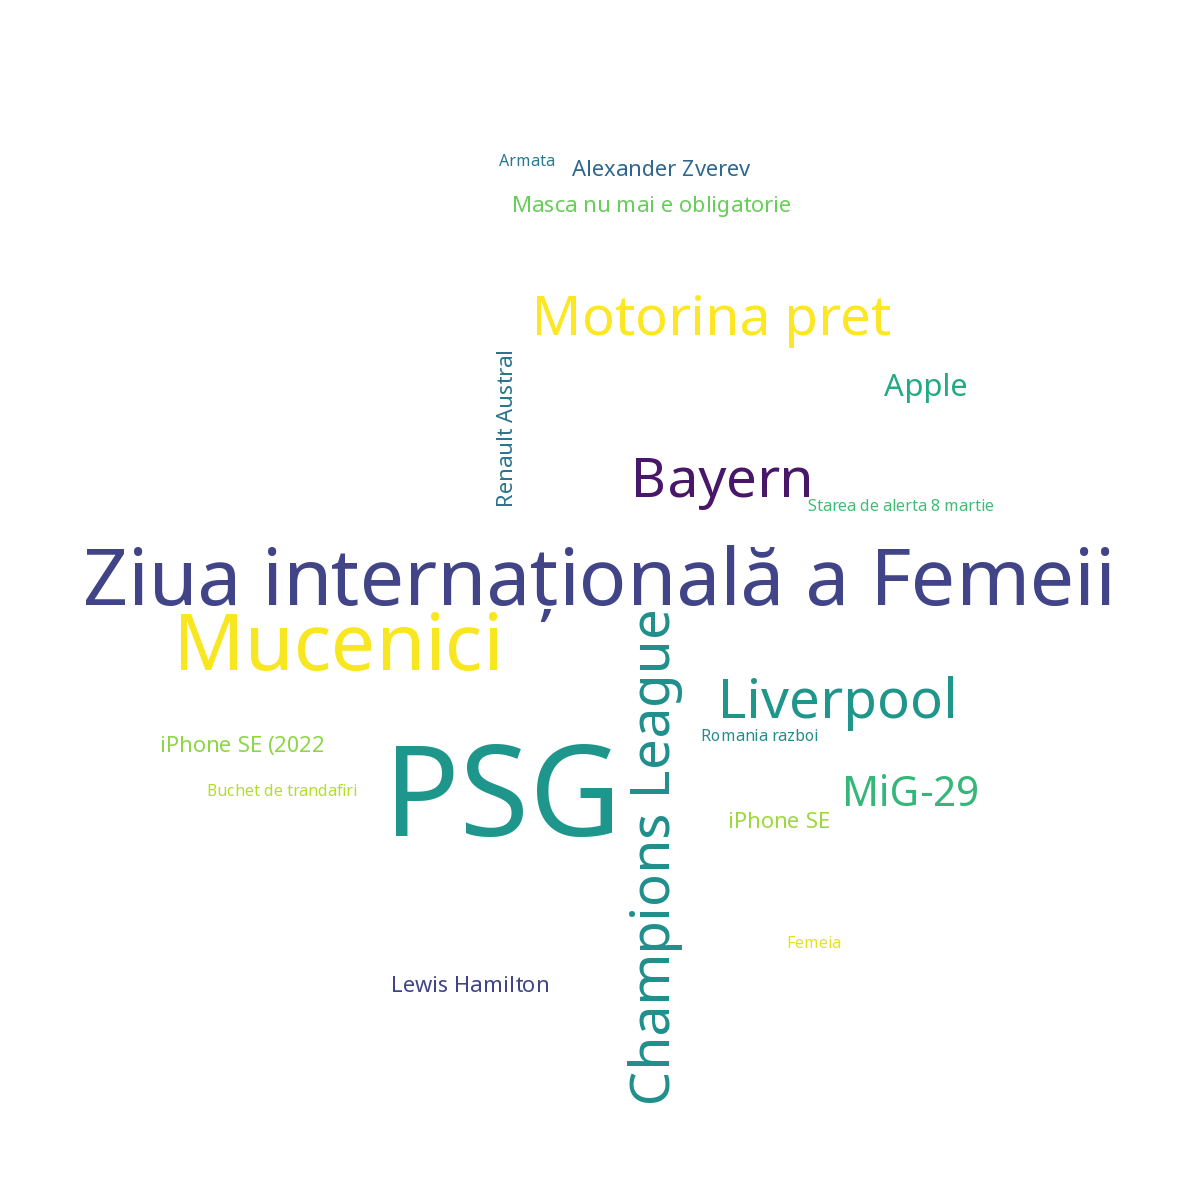 Armata
Alexander Zverev
Masca nu mai e obligatorie
Motorina pret
Renault Austral
Apple
Bayern
Starea de alerta 8 martie
Ziua internațională a Femeii
Mucenici
Champions League
Liverpool
Romania razboi
iPhone SE (2022
PSG
MiG-29
Buchet de trandafiri
iPhone SE
Femeia
Lewis Hamilton